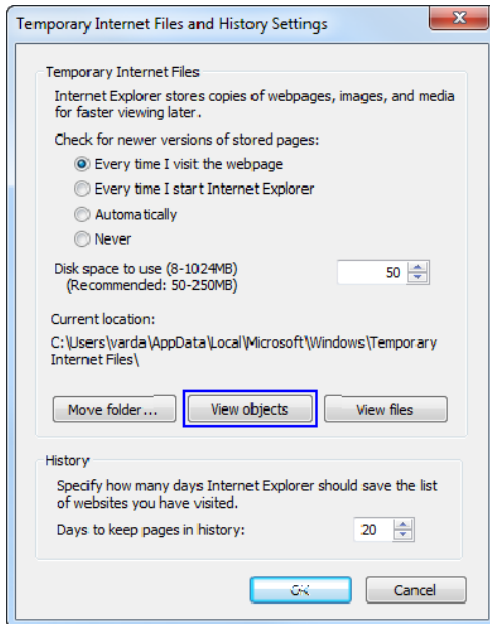 Temporary Internet Files and History Settings
Temporary Internet Files
Internet Explorer stores copies of webpages, images, and media
for faster viewing later.
Check for newer versions of stored pages:
Every time I visit the webpage
Every time I start Internet Explorer
Automatically
Never
Disk space to use (8-1024MB)
50
(Recommended: 50-250MB)
Current location:
C:\Users\varda\AppData\Local\Microsoft\Windows\Temporary
Internet Files\
Move folder... View objects View files
History
Specify how many days Internet Explorer should save the list
of websites you have visited.
Days to keep pages in history: 20
OK Cancel